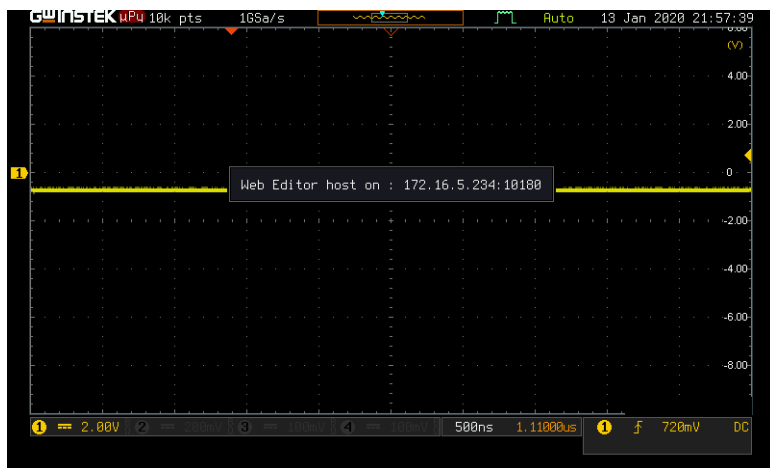 GWINSTEK µPy 10k pts 1GSa/s Auto 13 Jan 2020 21:57:39
(V)
4.00
2.00
1 0
Web Editor host on : 172.16.5.234:10180
-2.00
-4.00
-6.00
-8.00
1 2.00V 2 200mV 3 100mV 4 100mV 500ns 1.11000us 1 720mV DC